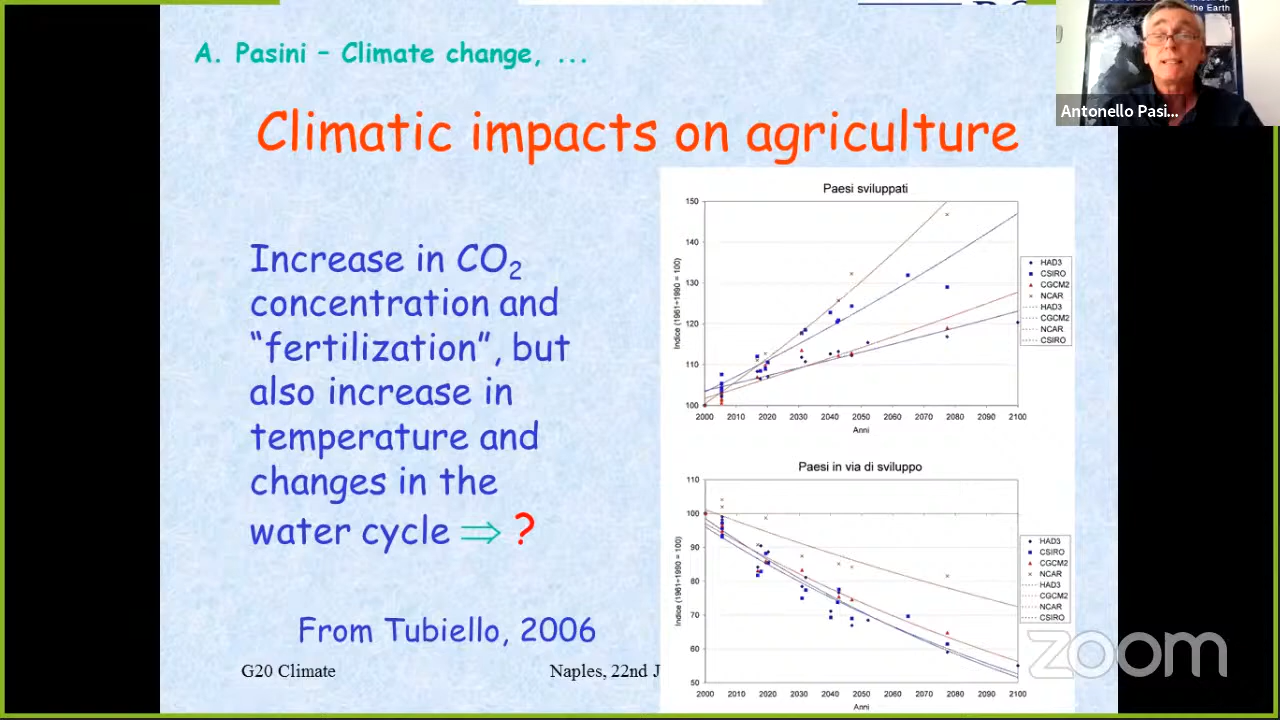 the Earth
A. Pasini – Climate change, ...
Antonello Pasi...
Climatic impacts on agriculture
Increase in CO₂
concentration and
“fertilization”, but
also increase in
temperature and
changes in the
water cycle ⇒ ?
From Tubiello, 2006
G20 Climate
Naples, 22nd J
Paesi sviluppati
Indice (1961÷1990 = 100)
150
140
130
120
110
100
2000 2010 2020 2030 2040 2050 2060 2070 2080 2090 2100
Anni
HAD3
CSIRO
CGCM2
NCAR
HAD3
CGCM2
NCAR
CSIRO
Paesi in via di sviluppo
Indice (1961÷1990 = 100)
110
100
90
80
70
60
50
2000 2010 2020 2030 2040 2050 2060 2070 2080 2090 2100
Anni
HAD3
CSIRO
CGCM2
NCAR
HAD3
CGCM2
NCAR
CSIRO
zoom